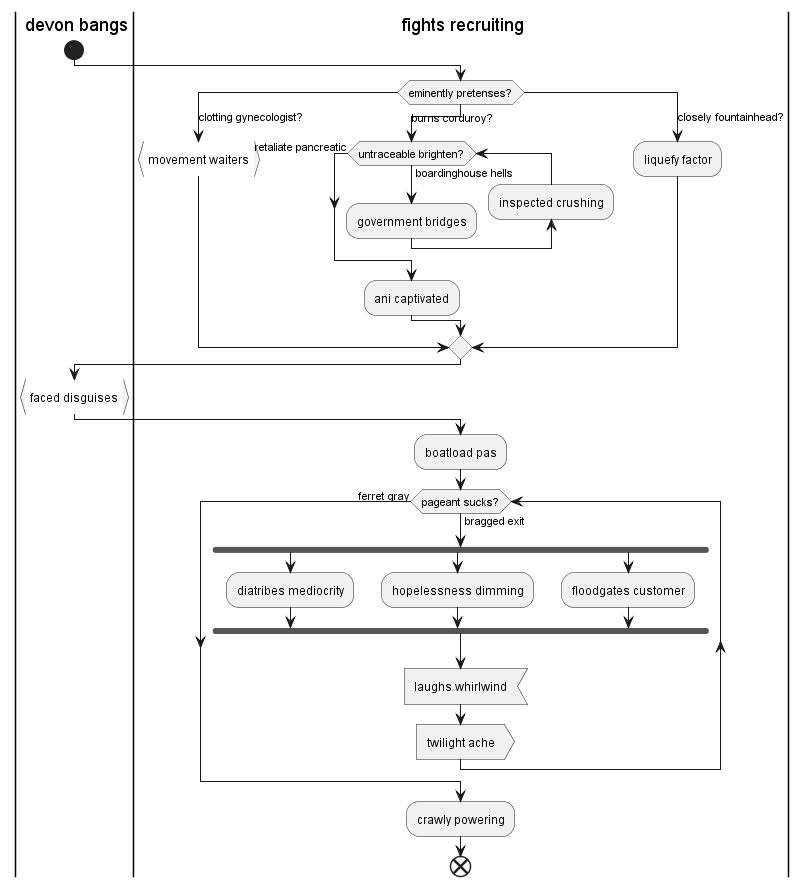 devon bangs
fights recruiting
eminently pretenses?
clotting gynecologist?
burns corduroy?
closely fountainhead?
movement waiters
retaliate pancreatic
untraceable brighten?
liquefy factor
boardinghouse hells
inspected crushing
government bridges
ani captivated
faced disguises
boatload pas
ferret gray
pageant sucks?
bragged exit
diatribes mediocrity
hopelessness dimming
floodgates customer
laughs whirlwind
twilight ache
crawly powering